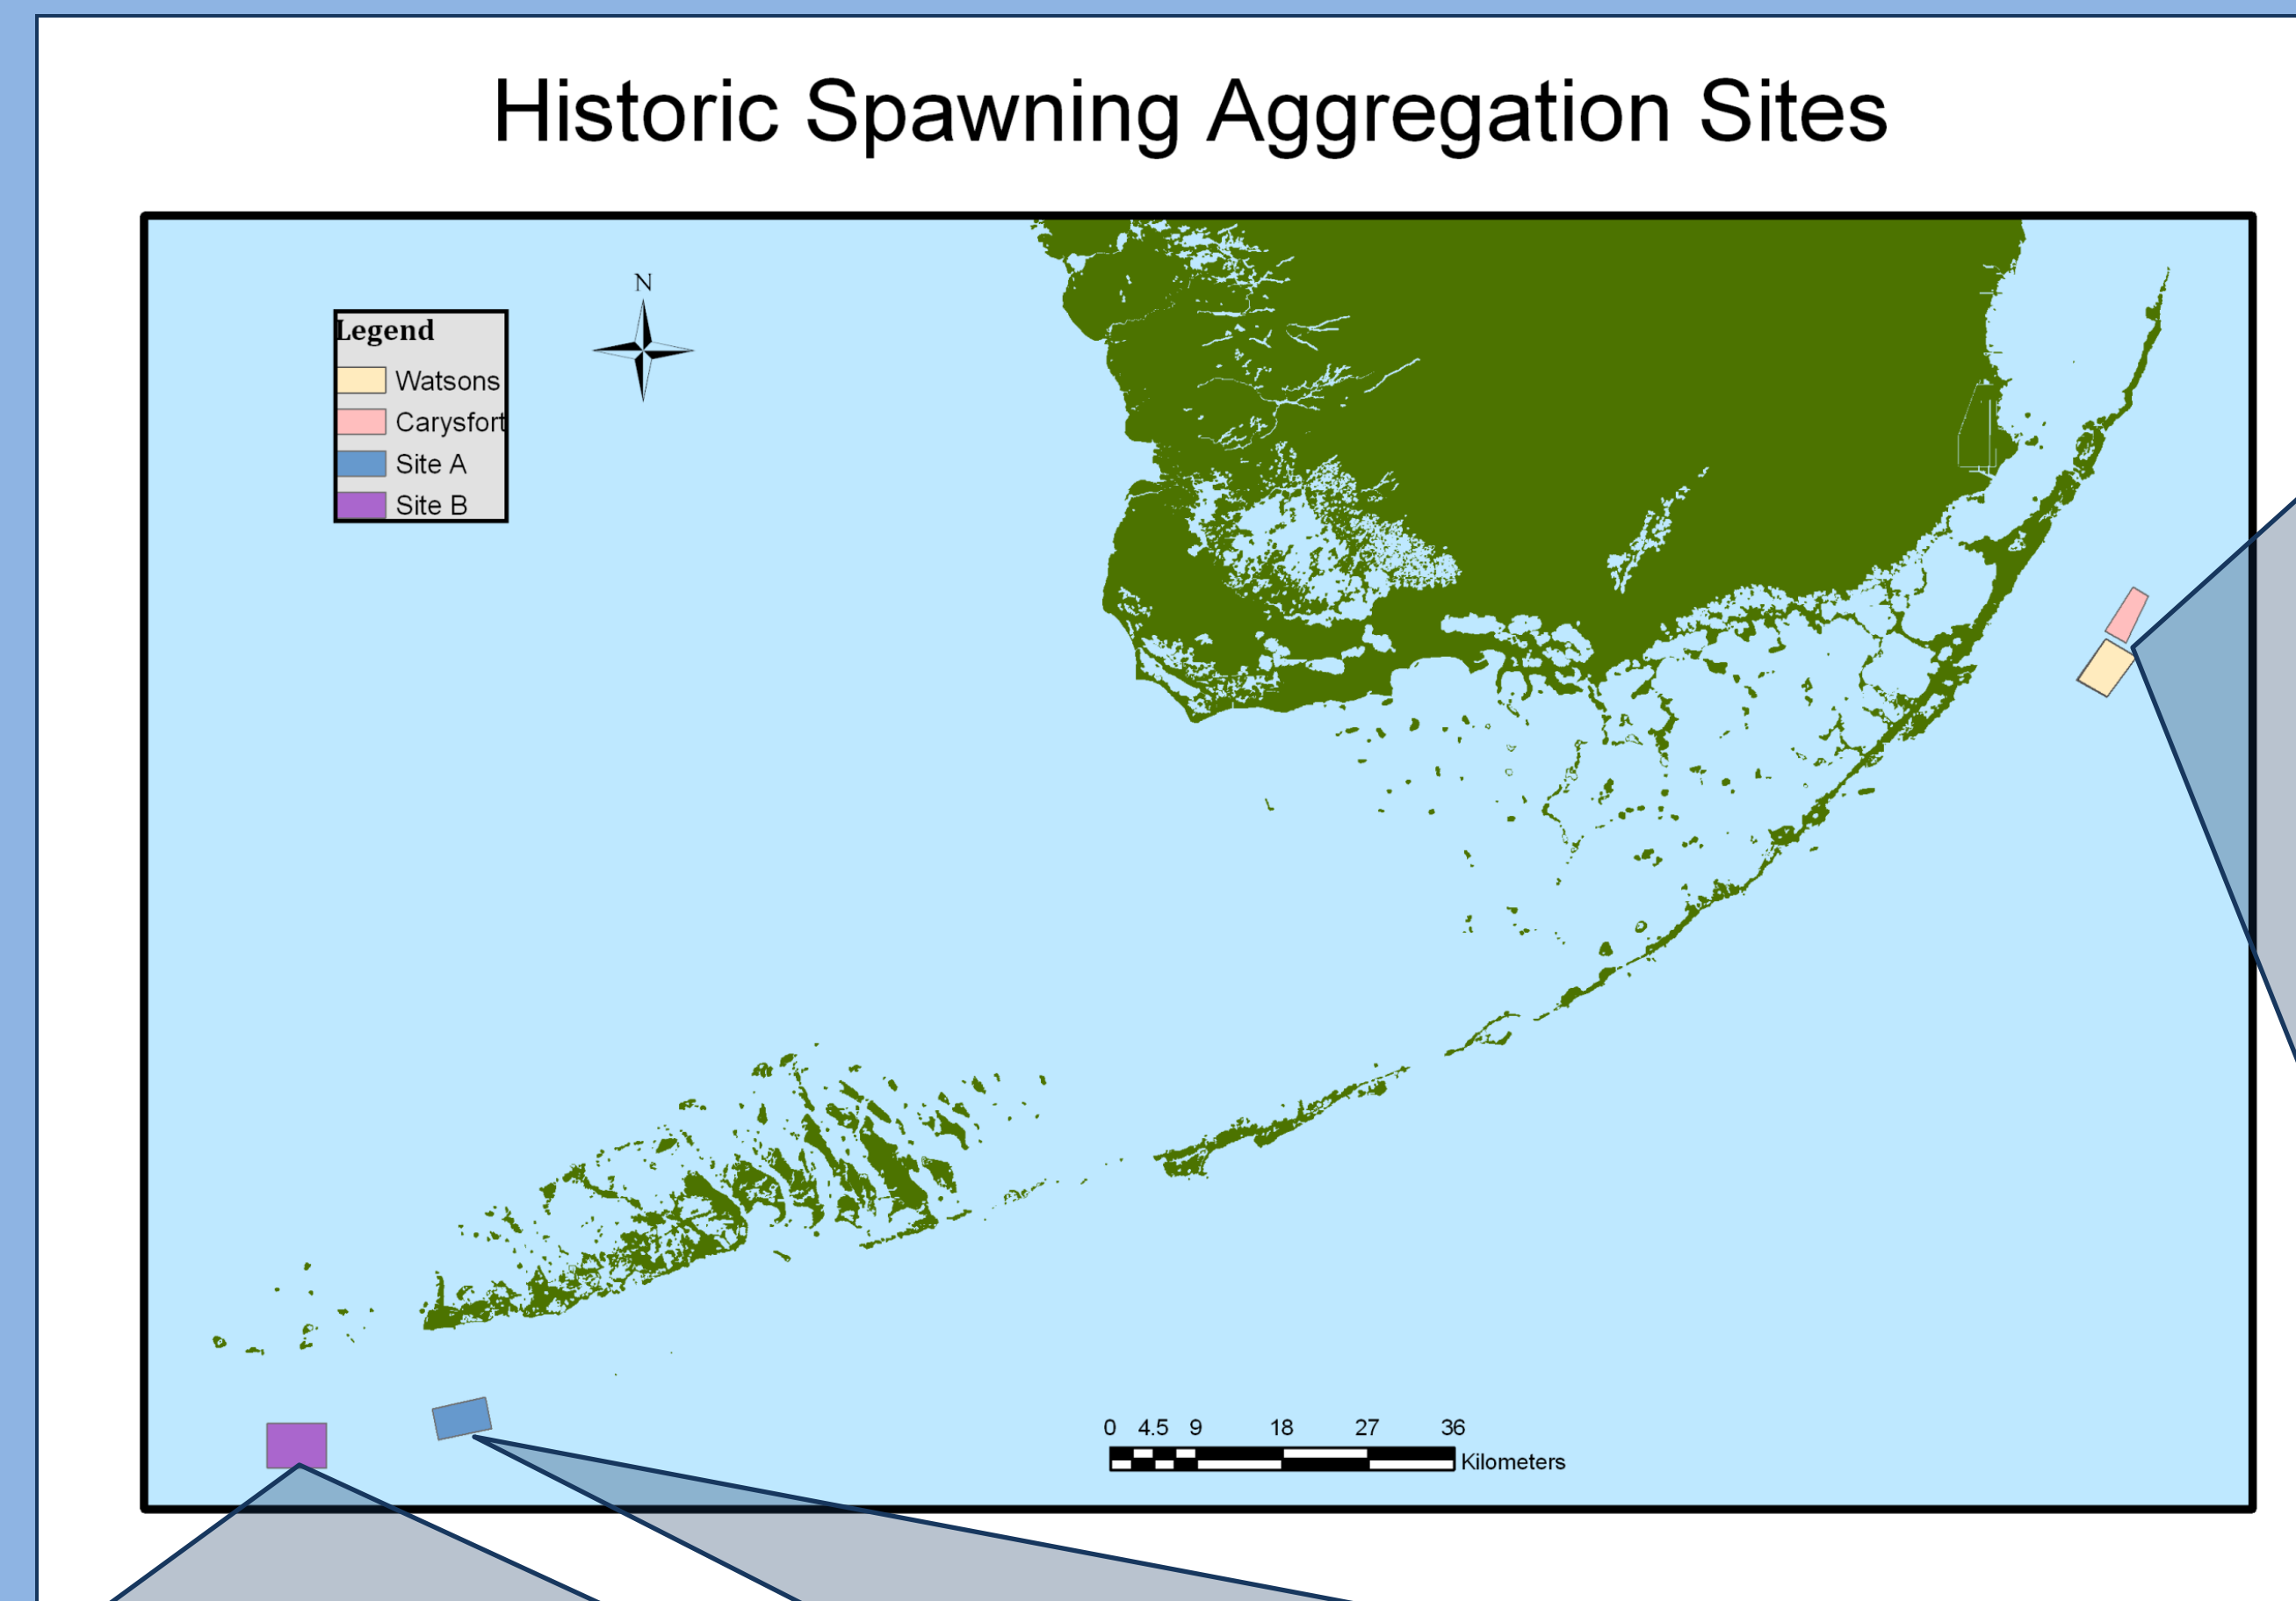 Historic Spawning Aggregation Sites
N
Legend
Watsons
Carysfort
Site A
Site B
0 4.5 9 18 27 36
Kilometers